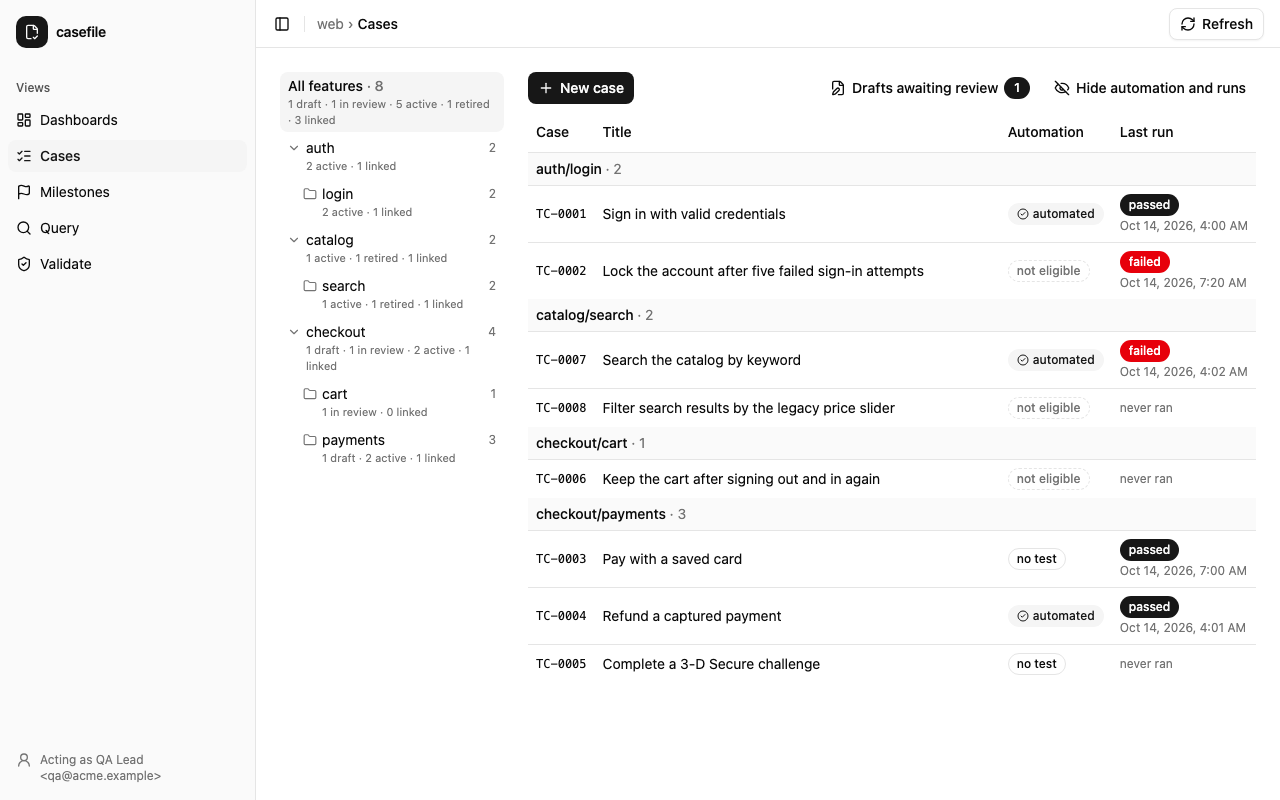 casefile
Views
Dashboards
Cases
Milestones
Query
Validate
Acting as QA Lead
<qa@acme.example>
web › Cases
Refresh
All features · 8
1 draft · 1 in review · 5 active · 1 retired
· 3 linked
auth 2
2 active · 1 linked
login 2
2 active · 1 linked
catalog 2
1 active · 1 retired · 1 linked
search 2
1 active · 1 retired · 1 linked
checkout 4
1 draft · 1 in review · 2 active · 1
linked
cart 1
1 in review · 0 linked
payments 3
1 draft · 2 active · 1 linked
New case
Drafts awaiting review 1
Hide automation and runs
Case Title Automation Last run
auth/login · 2
TC-0001 Sign in with valid credentials automated passed
Oct 14, 2026, 4:00 AM
TC-0002 Lock the account after five failed sign-in attempts not eligible failed
Oct 14, 2026, 7:20 AM
catalog/search · 2
TC-0007 Search the catalog by keyword automated failed
Oct 14, 2026, 4:02 AM
TC-0008 Filter search results by the legacy price slider not eligible never ran
checkout/cart · 1
TC-0006 Keep the cart after signing out and in again not eligible never ran
checkout/payments · 3
TC-0003 Pay with a saved card no test passed
Oct 14, 2026, 7:00 AM
TC-0004 Refund a captured payment automated passed
Oct 14, 2026, 4:01 AM
TC-0005 Complete a 3-D Secure challenge no test never ran